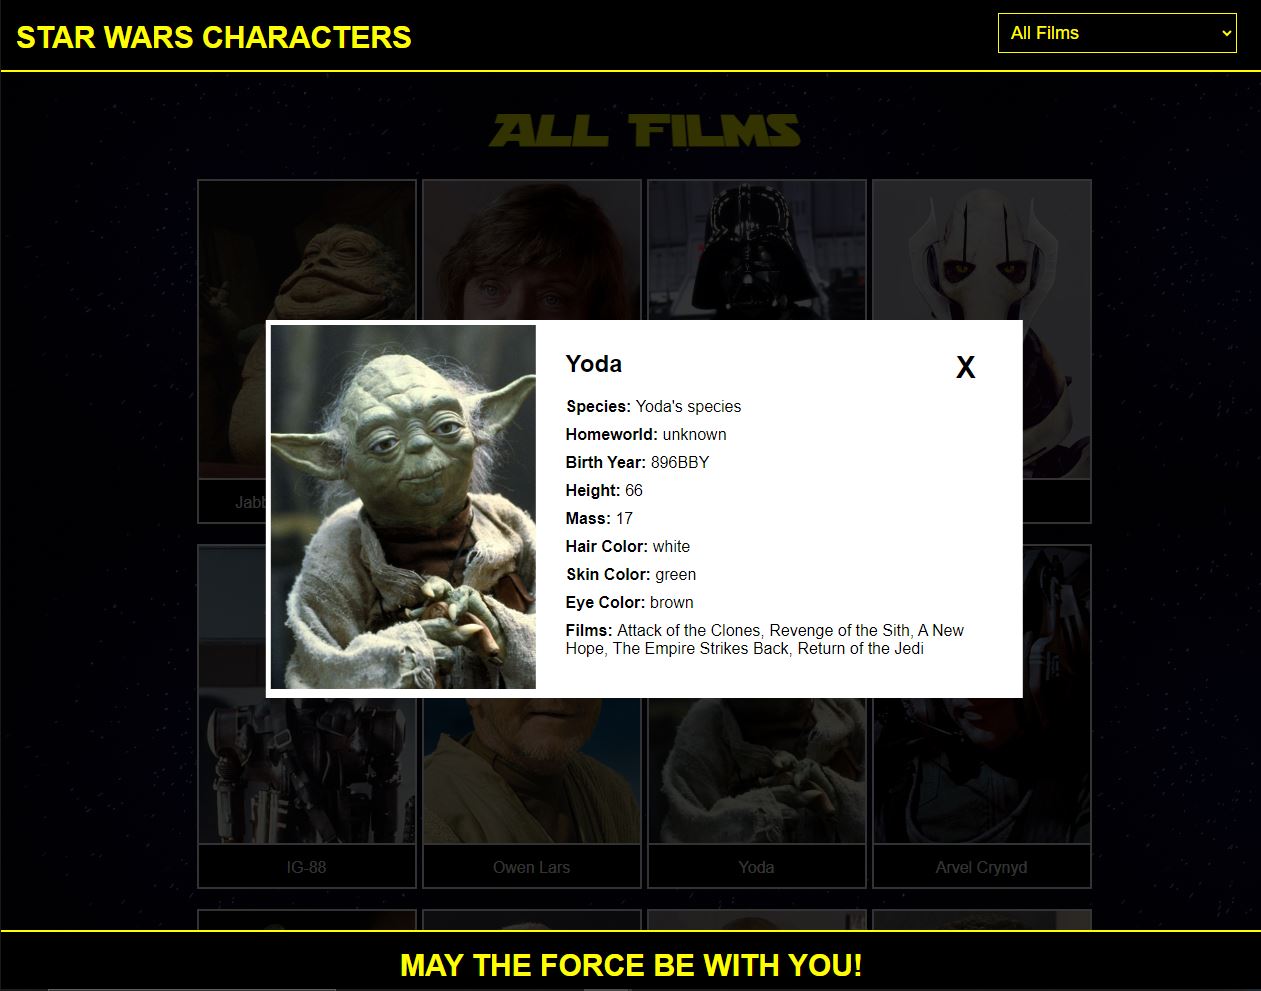 STAR WARS CHARACTERS
All Films
ALL FILMS
Yoda
X
Species: Yoda's species
Homeworld: unknown
Birth Year: 896BBY
Height: 66
Mass: 17
Hair Color: white
Skin Color: green
Eye Color: brown
Films: Attack of the Clones, Revenge of the Sith, A New
Hope, The Empire Strikes Back, Return of the Jedi
IG-88
Owen Lars
Yoda
Arvel Crynyd
MAY THE FORCE BE WITH YOU!